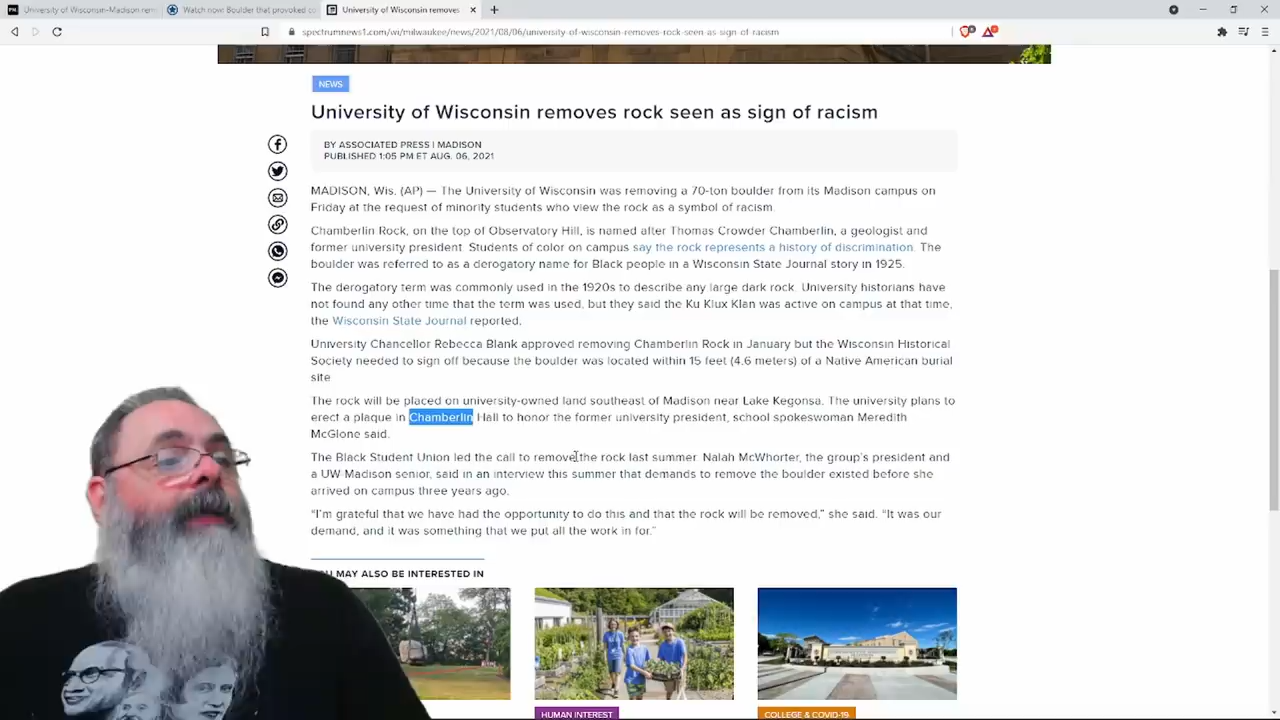 University of Wisconsin–Madison rem
Watch now: Boulder that provoked co
University of Wisconsin removes
spectrumnews1.com/wi/milwaukee/news/2021/08/06/university-of-wisconsin-removes-rock-seen-as-sign-of-racism
NEWS
University of Wisconsin removes rock seen as sign of racism
BY ASSOCIATED PRESS | MADISON
PUBLISHED 1:05 PM ET AUG. 06, 2021
MADISON, Wis. (AP) — The University of Wisconsin was removing a 70-ton boulder from its Madison campus on
Friday at the request of minority students who view the rock as a symbol of racism.
Chamberlin Rock, on the top of Observatory Hill, is named after Thomas Crowder Chamberlin, a geologist and
former university president. Students of color on campus say the rock represents a history of discrimination. The
boulder was referred to as a derogatory name for Black people in a Wisconsin State Journal story in 1925.
The derogatory term was commonly used in the 1920s to describe any large dark rock. University historians have
not found any other time that the term was used, but they said the Ku Klux Klan was active on campus at that time,
the Wisconsin State Journal reported.
University Chancellor Rebecca Blank approved removing Chamberlin Rock in January but the Wisconsin Historical
Society needed to sign off because the boulder was located within 15 feet (4.6 meters) of a Native American burial
site
The rock will be placed on university-owned land southeast of Madison near Lake Kegonsa. The university plans to
erect a plaque in Chamberlin Hall to honor the former university president, school spokeswoman Meredith
McGlone said.
The Black Student Union led the call to remove the rock last summer. Nalah McWhorter, the group's president and
a UW-Madison senior, said in an interview this summer that demands to remove the boulder existed before she
arrived on campus three years ago.
“I'm grateful that we have had the opportunity to do this and that the rock will be removed,” she said. “It was our
demand, and it was something that we put all the work in for.”
MAY ALSO BE INTERESTED IN
HUMAN INTEREST
COLLEGE & COVID-19